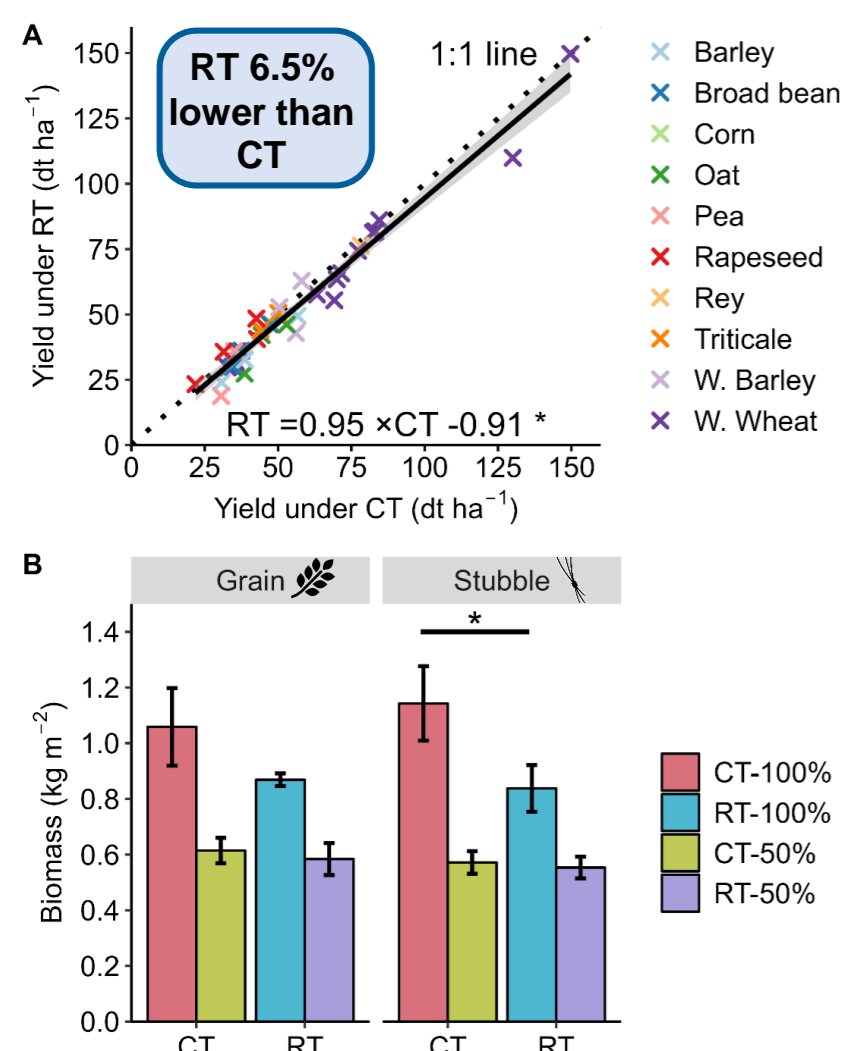 A
RT 6.5%
lower than
CT
1:1 line
Yield under RT (dt ha⁻¹)
150
125
100
75
50
25
0
RT =0.95 ×CT -0.91 *
0 25 50 75 100 125 150
Yield under CT (dt ha⁻¹)
Barley
Broad bean
Corn
Oat
Pea
Rapeseed
Rey
Triticale
W. Barley
W. Wheat
B
Grain
Stubble
*
Biomass (kg m⁻²)
1.4
1.2
1.0
0.8
0.6
0.4
0.2
0.0
CT RT CT RT
CT-100%
RT-100%
CT-50%
RT-50%